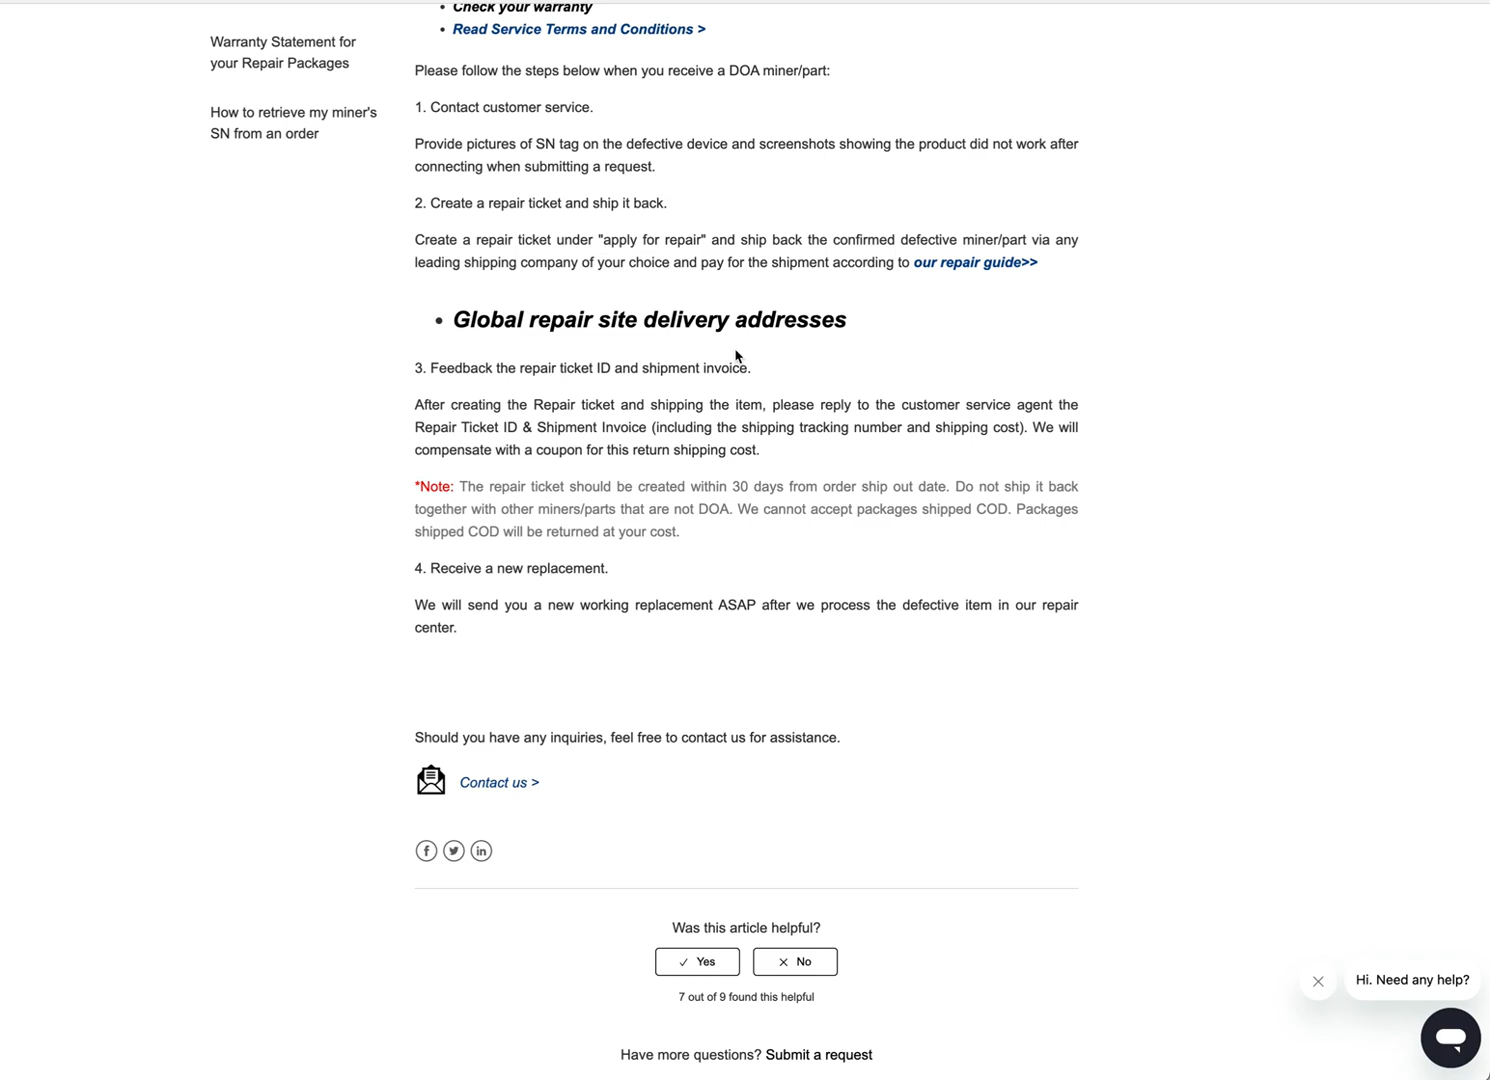 Check your warranty
Read Service Terms and Conditions >
Warranty Statement for
your Repair Packages
How to retrieve my miner's
SN from an order
Please follow the steps below when you receive a DOA miner/part:
1. Contact customer service.
Provide pictures of SN tag on the defective device and screenshots showing the product did not work after
connecting when submitting a request.
2. Create a repair ticket and ship it back.
Create a repair ticket under "apply for repair" and ship back the confirmed defective miner/part via any
leading shipping company of your choice and pay for the shipment according to our repair guide>>
Global repair site delivery addresses
3. Feedback the repair ticket ID and shipment invoice.
After creating the Repair ticket and shipping the item, please reply to the customer service agent the
Repair Ticket ID & Shipment Invoice (including the shipping tracking number and shipping cost). We will
compensate with a coupon for this return shipping cost.
*Note: The repair ticket should be created within 30 days from order ship out date. Do not ship it back
together with other miners/parts that are not DOA. We cannot accept packages shipped COD. Packages
shipped COD will be returned at your cost.
4. Receive a new replacement.
We will send you a new working replacement ASAP after we process the defective item in our repair
center.
Should you have any inquiries, feel free to contact us for assistance.
Contact us >
Was this article helpful?
Yes
No
7 out of 9 found this helpful
Hi. Need any help?
Have more questions? Submit a request